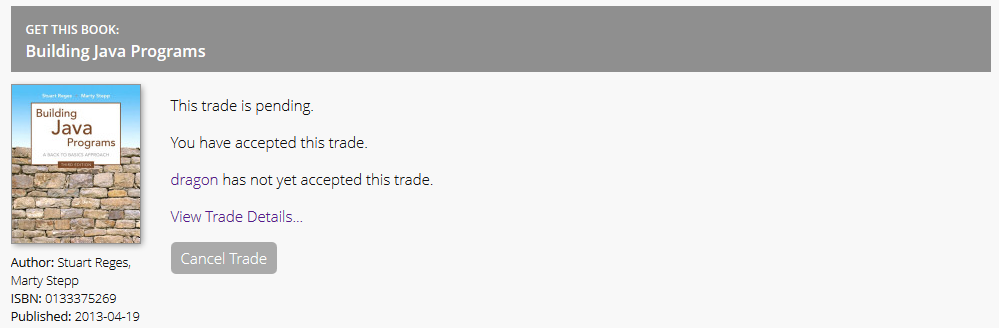 GET THIS BOOK:
Building Java Programs
Stuart Reges Marty Stepp
Building
Java
Programs
A BACK TO BASICS APPROACH
THIRD EDITION
This trade is pending.
You have accepted this trade.
dragon has not yet accepted this trade.
View Trade Details...
Cancel Trade
Author: Stuart Reges,
Marty Stepp
ISBN: 0133375269
Published: 2013-04-19